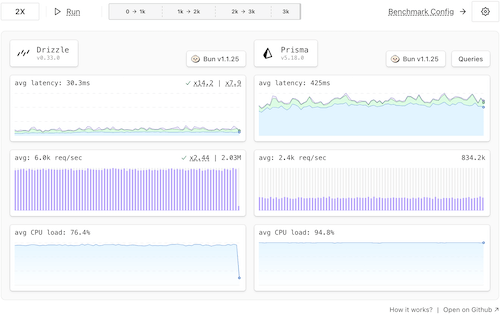 2X
Run
0 → 1k
1k → 2k
2k → 3k
3k
Benchmark Config →
Drizzle
v0.33.0
Bun v1.1.25
Prisma
v5.18.0
Bun v1.1.25
Queries
avg latency: 30.3ms
✓ x14.2 | x7.9
avg latency: 425ms
avg: 6.0k req/sec
✓ x2.44 | 2.03M
avg: 2.4k req/sec
834.2k
avg CPU load: 76.4%
avg CPU load: 94.8%
How it works? | Open on Github ↗